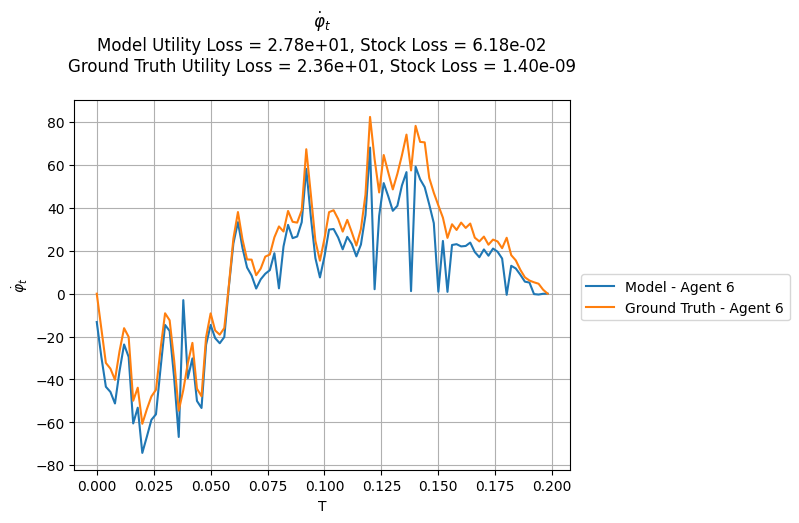 φ̇ₜ
Model Utility Loss = 2.78e+01, Stock Loss = 6.18e-02
Ground Truth Utility Loss = 2.36e+01, Stock Loss = 1.40e-09
φ̇ₜ
80
60
40
20
0
−20
−40
−60
−80
0.000 0.025 0.050 0.075 0.100 0.125 0.150 0.175 0.200
T
Model - Agent 6
Ground Truth - Agent 6